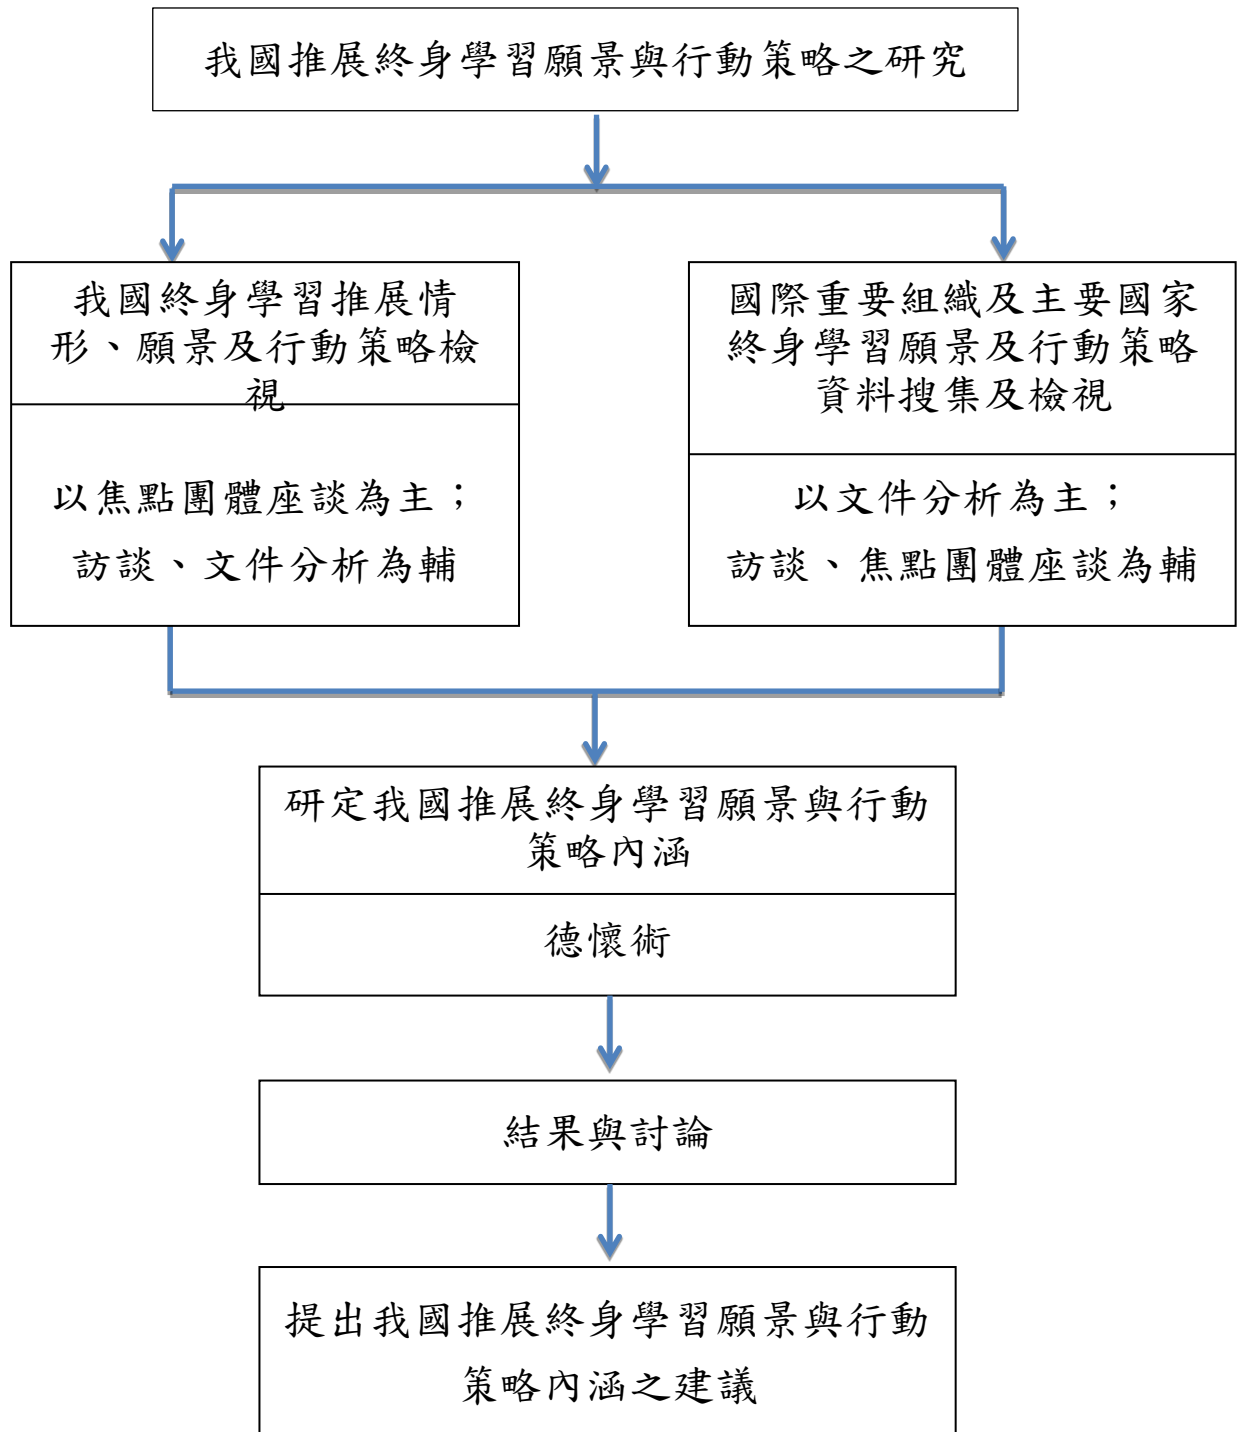 我國推展終身學習願景與行動策略之研究
我國終身學習推展情
形、願景及行動策略檢
視
以焦點團體座談為主；
訪談、文件分析為輔
國際重要組織及主要國家
終身學習願景及行動策略
資料搜集及檢視
以文件分析為主；
訪談、焦點團體座談為輔
研定我國推展終身學習願景與行動
策略內涵
德懷術
結果與討論
提出我國推展終身學習願景與行動
策略內涵之建議